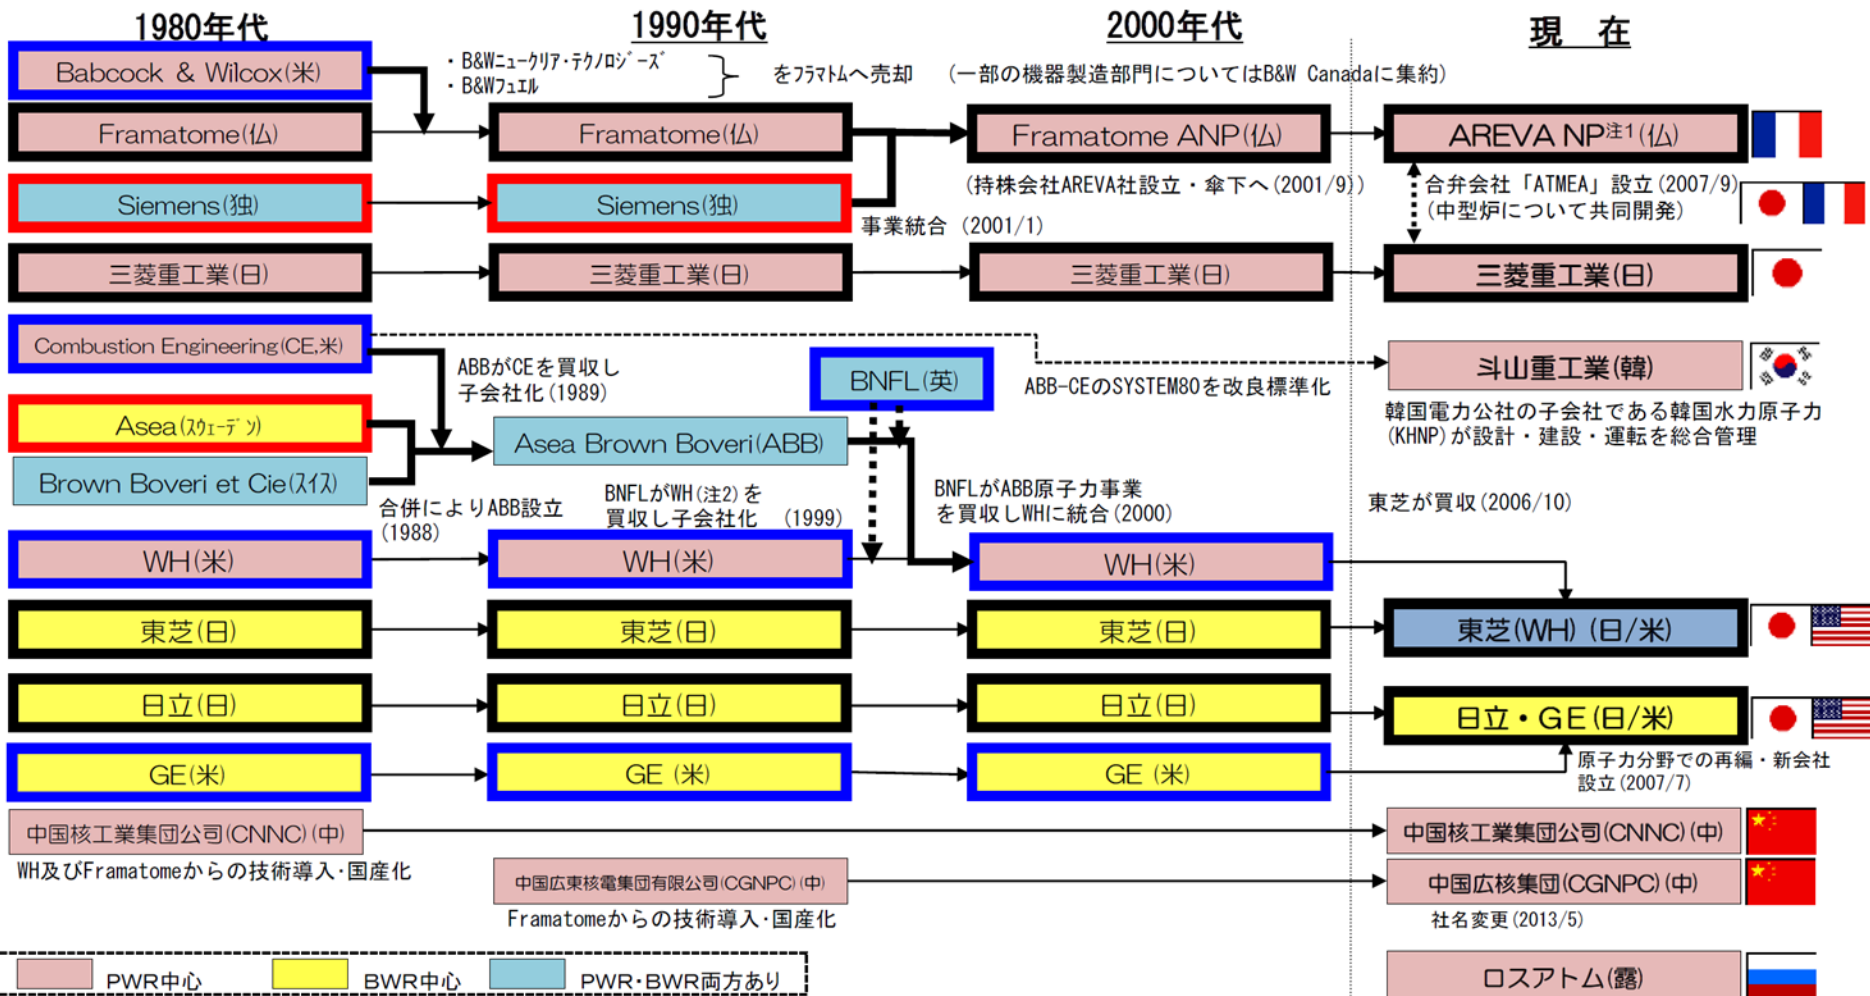 1980年代
1990年代
2000年代
現　在
Babcock & Wilcox(米)
・B&Wニュークリア・テクノロジーズ
・B&Wフュエル
をフラマトムへ売却　(一部の機器製造部門についてはB&W Canadaに集約)
Framatome(仏)
Framatome(仏)
Framatome ANP(仏)
AREVA NP注1(仏)
(持株会社AREVA社設立・傘下へ(2001/9))
合弁会社「ATMEA」設立(2007/9)
(中型炉について共同開発)
Siemens(独)
Siemens(独)
事業統合 (2001/1)
三菱重工業(日)
三菱重工業(日)
三菱重工業(日)
三菱重工業(日)
Combustion Engineering(CE,米)
ABBがCEを買収し
子会社化(1989)
BNFL(英)
ABB-CEのSYSTEM80を改良標準化
斗山重工業(韓)
韓国電力公社の子会社である韓国水力原子力
(KHNP)が設計・建設・運転を総合管理
Asea(スウェーデン)
Asea Brown Boveri(ABB)
Brown Boveri et Cie(スイス)
合併によりABB設立
(1988)
BNFLがWH(注2)を
買収し子会社化　(1999)
BNFLがABB原子力事業
を買収しWHに統合(2000)
東芝が買収(2006/10)
WH(米)
WH(米)
WH(米)
東芝(日)
東芝(日)
東芝(日)
東芝(WH) (日/米)
日立(日)
日立(日)
日立(日)
日立・GE(日/米)
原子力分野での再編・新会社
設立(2007/7)
GE(米)
GE (米)
GE (米)
中国核工業集団公司(CNNC)(中)
中国核工業集団公司(CNNC)(中)
WH及びFramatomeからの技術導入・国産化
中国広東核電集団有限公司(CGNPC)(中)
中国広核集団(CGNPC)(中)
Framatomeからの技術導入・国産化
社名変更(2013/5)
PWR中心
BWR中心
PWR・BWR両方あり
ロスアトム(露)